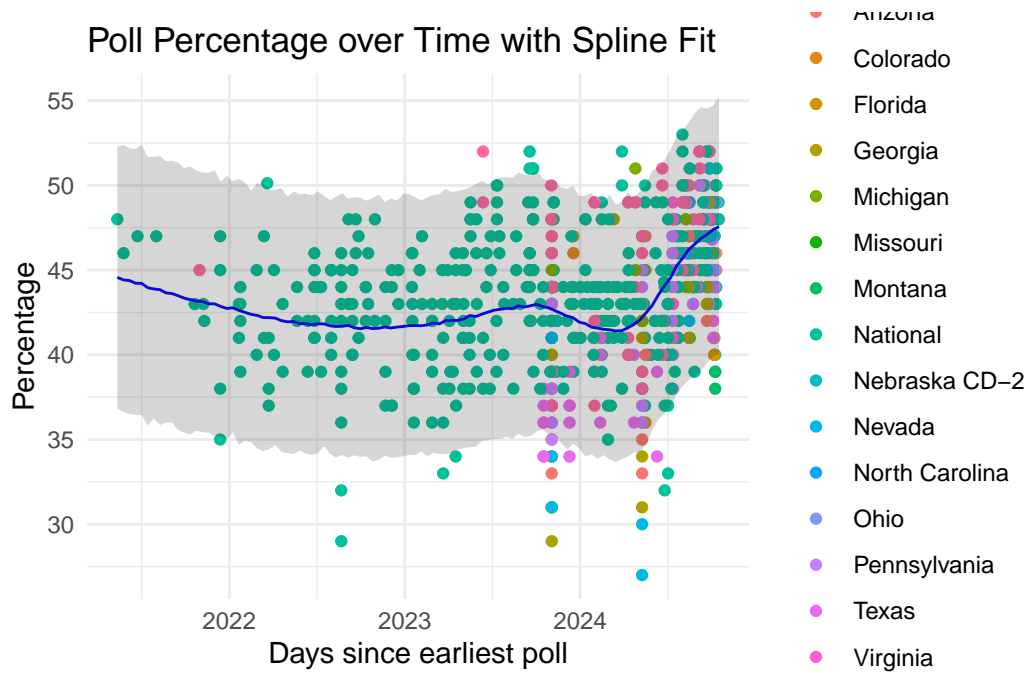 Poll Percentage over Time with Spline Fit
55
50
45
40
35
30
Percentage
2022
2023
2024
Days since earliest poll
Arizona
Colorado
Florida
Georgia
Michigan
Missouri
Montana
National
Nebraska CD−2
Nevada
North Carolina
Ohio
Pennsylvania
Texas
Virginia